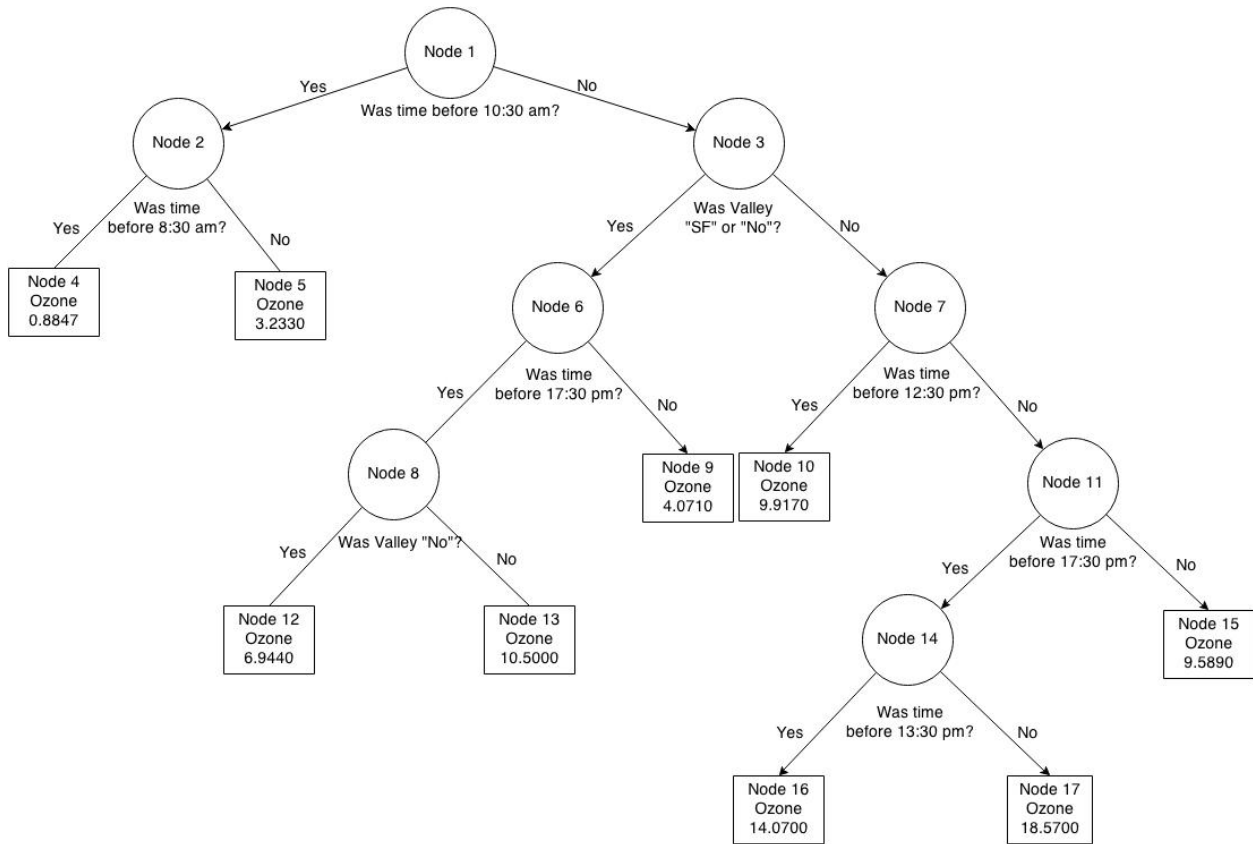 Node 1
Yes
No
Was time before 10:30 am?
Node 2
Node 3
Was time
before 8:30 am?
Yes
No
Was Valley
"SF" or "No"?
Yes
No
Node 4
Ozone
0.8847
Node 5
Ozone
3.2330
Node 6
Node 7
Was time
before 17:30 pm?
Yes
No
Was time
before 12:30 pm?
Yes
No
Node 8
Node 9
Ozone
4.0710
Node 10
Ozone
9.9170
Node 11
Was Valley "No"?
Yes
No
Was time
before 17:30 pm?
Yes
No
Node 12
Ozone
6.9440
Node 13
Ozone
10.5000
Node 14
Node 15
Ozone
9.5890
Was time
before 13:30 pm?
Yes
No
Node 16
Ozone
14.0700
Node 17
Ozone
18.5700